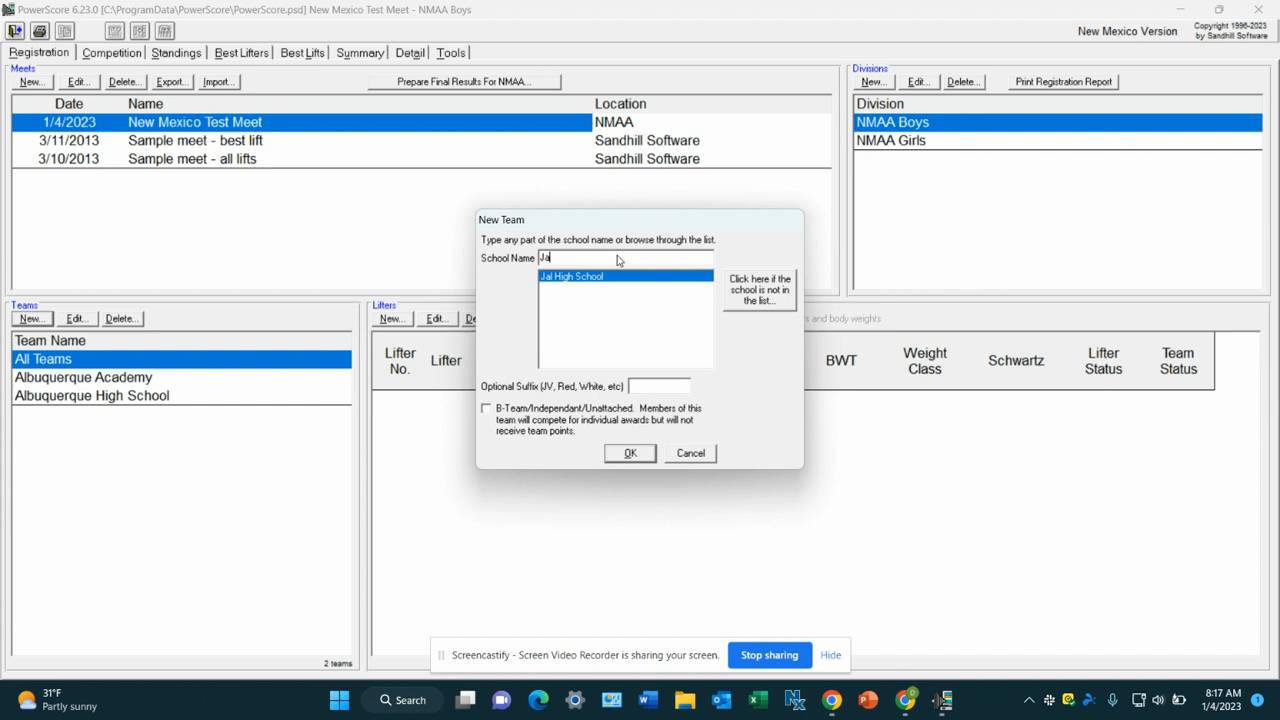 PowerScore 6.23.0 [C:\ProgramData\PowerScore\PowerScore.psd] New Mexico Test Meet - NMAA Boys
New Mexico Version
Copyright 1996-2023
by Sandhill Software
Registration Competition Standings Best Lifters Best Lifts Summary Detail Tools
Meets
New... Edit... Delete... Export... Import... Prepare Final Results For NMAA...
Date Name Location
1/4/2023 New Mexico Test Meet NMAA
3/11/2013 Sample meet - best lift Sandhill Software
3/10/2013 Sample meet - all lifts Sandhill Software
Divisions
New... Edit... Delete... Print Registration Report
Division
NMAA Boys
NMAA Girls
New Team
Type any part of the school name or browse through the list.
School Name Ja
Jal High School
Click here if the
school is not in
the list...
Optional Suffix (JV, Red, White, etc)
B-Team/Independant/Unattached. Members of this
team will compete for individual awards but will not
receive team points.
OK Cancel
Teams
New... Edit... Delete...
Team Name
All Teams
Albuquerque Academy
Albuquerque High School
2 teams
Lifters
New... Edit... and body weights
Lifter No. Lifter BWT Weight Class Schwartz Lifter Status Team Status
Screencastify - Screen Video Recorder is sharing your screen. Stop sharing Hide
31°F
Partly sunny
Search
8:17 AM
1/4/2023